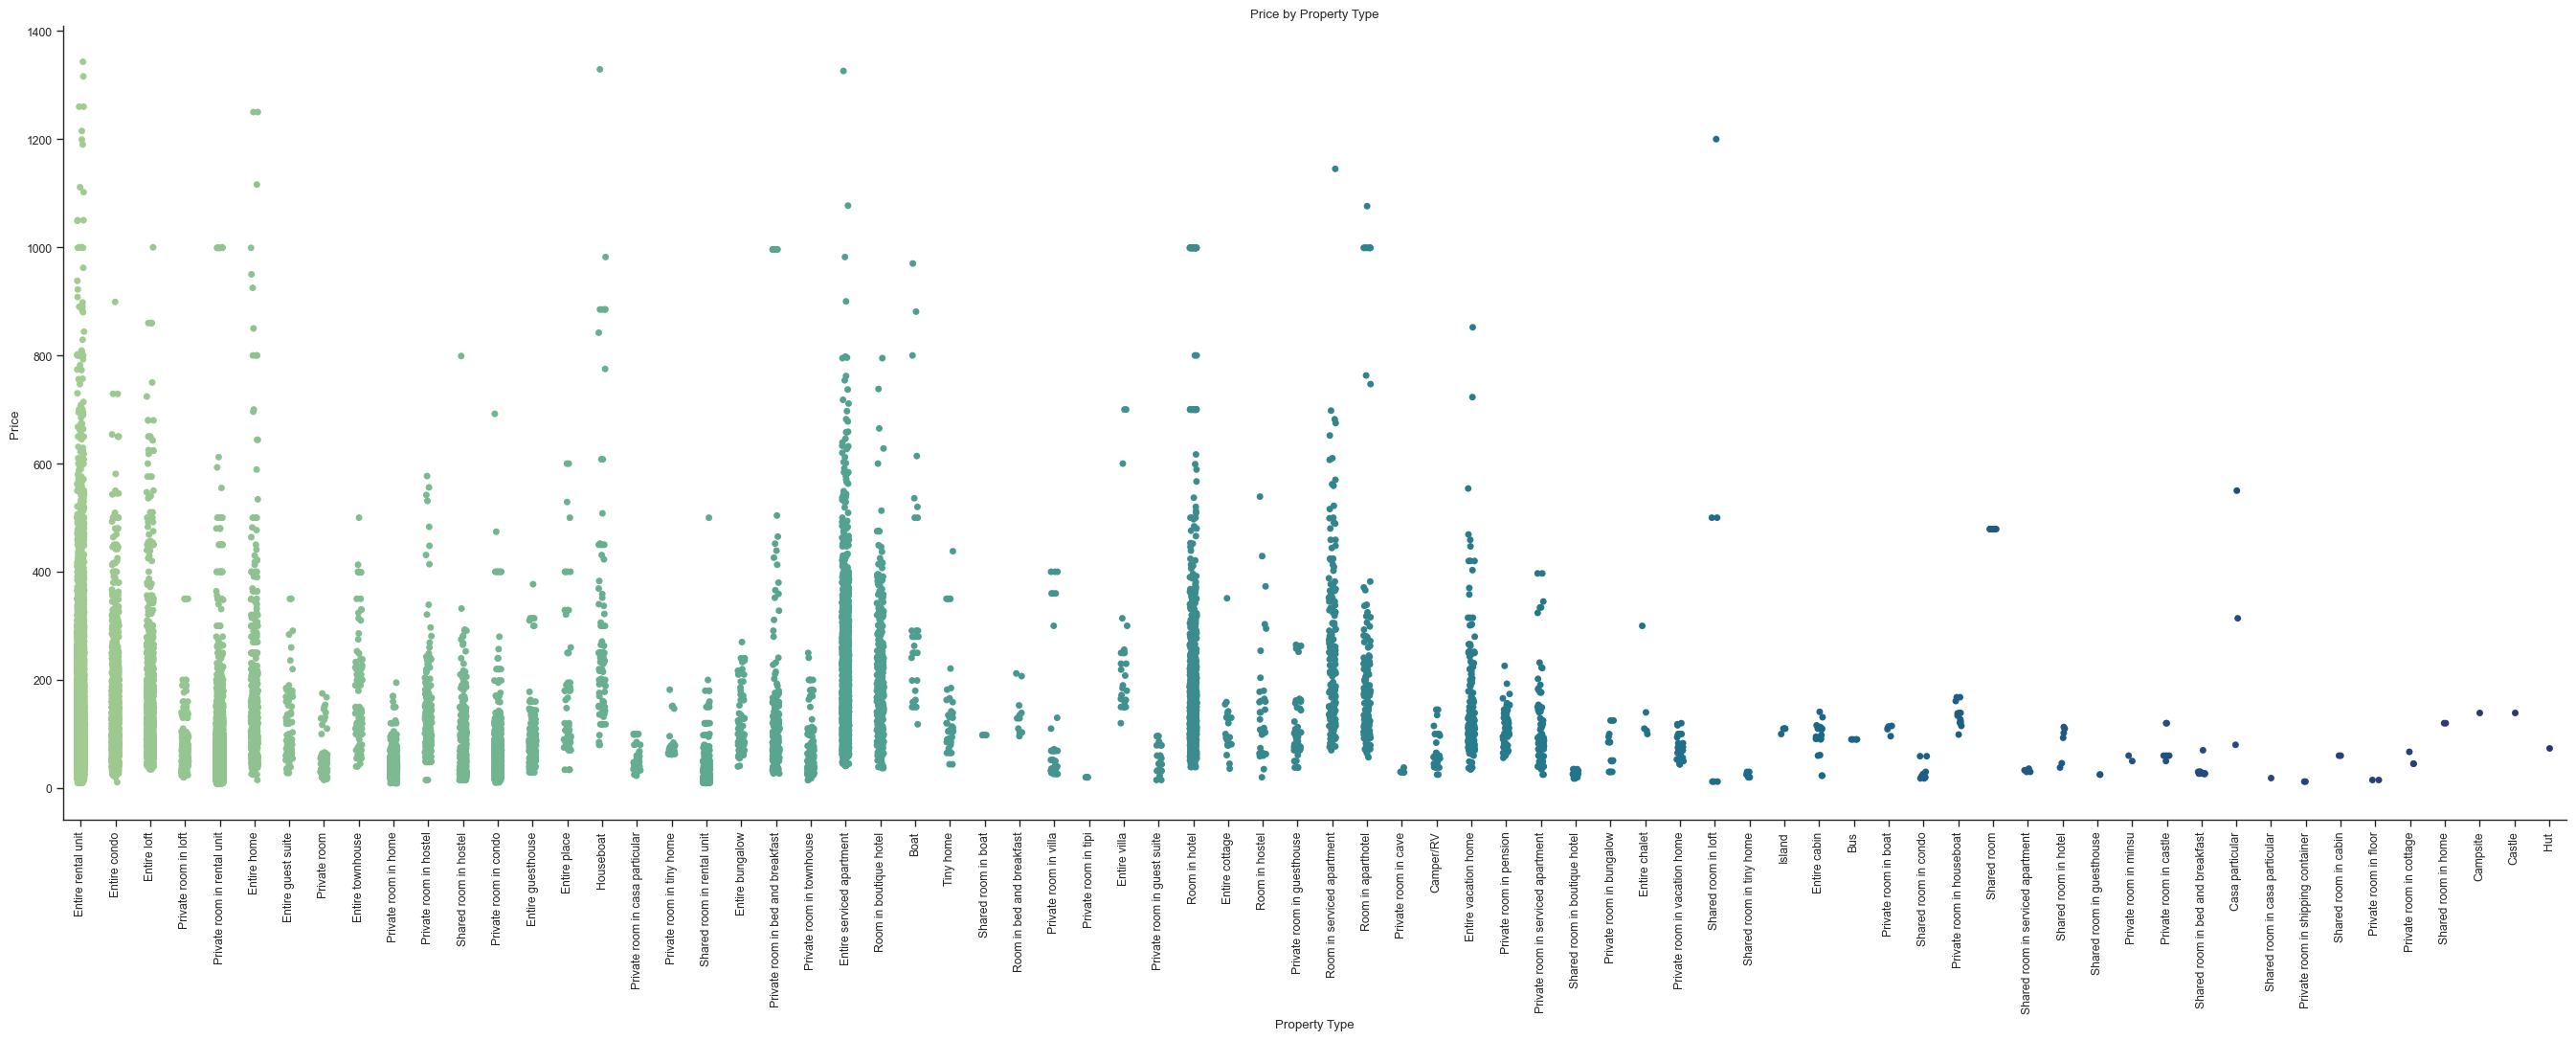 Price by Property Type
1400
1200
1000
800
600
400
200
0
Price
Entire rental unit
Entire condo
Entire loft
Private room in loft
Private room in rental unit
Entire home
Entire guest suite
Private room
Entire townhouse
Private room in home
Private room in hostel
Shared room in hostel
Private room in condo
Entire guesthouse
Entire place
Houseboat
Private room in casa particular
Private room in tiny home
Shared room in rental unit
Entire bungalow
Private room in bed and breakfast
Private room in townhouse
Entire serviced apartment
Room in boutique hotel
Boat
Tiny home
Shared room in boat
Room in bed and breakfast
Private room in villa
Private room in tipi
Entire villa
Private room in guest suite
Room in hotel
Entire cottage
Room in hostel
Private room in guesthouse
Room in serviced apartment
Room in aparthotel
Private room in cave
Camper/RV
Entire vacation home
Private room in pension
Private room in serviced apartment
Shared room in boutique hotel
Private room in bungalow
Entire chalet
Private room in vacation home
Shared room in loft
Shared room in tiny home
Island
Entire cabin
Bus
Private room in boat
Shared room in condo
Private room in houseboat
Shared room
Shared room in serviced apartment
Shared room in hotel
Shared room in guesthouse
Private room in minsu
Private room in castle
Shared room in bed and breakfast
Casa particular
Shared room in casa particular
Private room in shipping container
Shared room in cabin
Private room in floor
Private room in cottage
Shared room in home
Campsite
Castle
Hut
Property Type